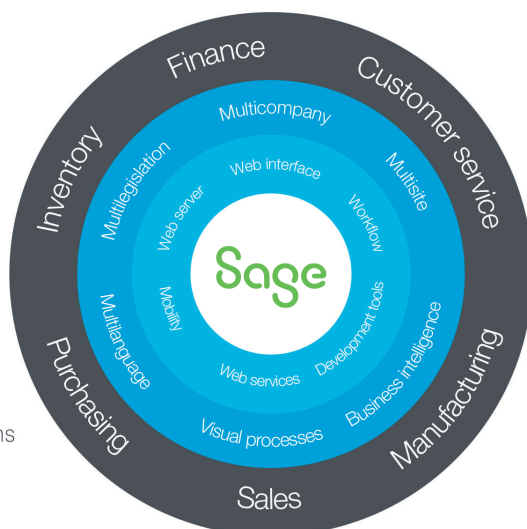 Finance
Customer service
Manufacturing
Sales
Purchasing
Inventory
Multicompany
Multisite
Business intelligence
Visual processes
Multilanguage
Multilegislation
Web interface
Workflow
Development tools
Web services
Mobility
Web server
Sage